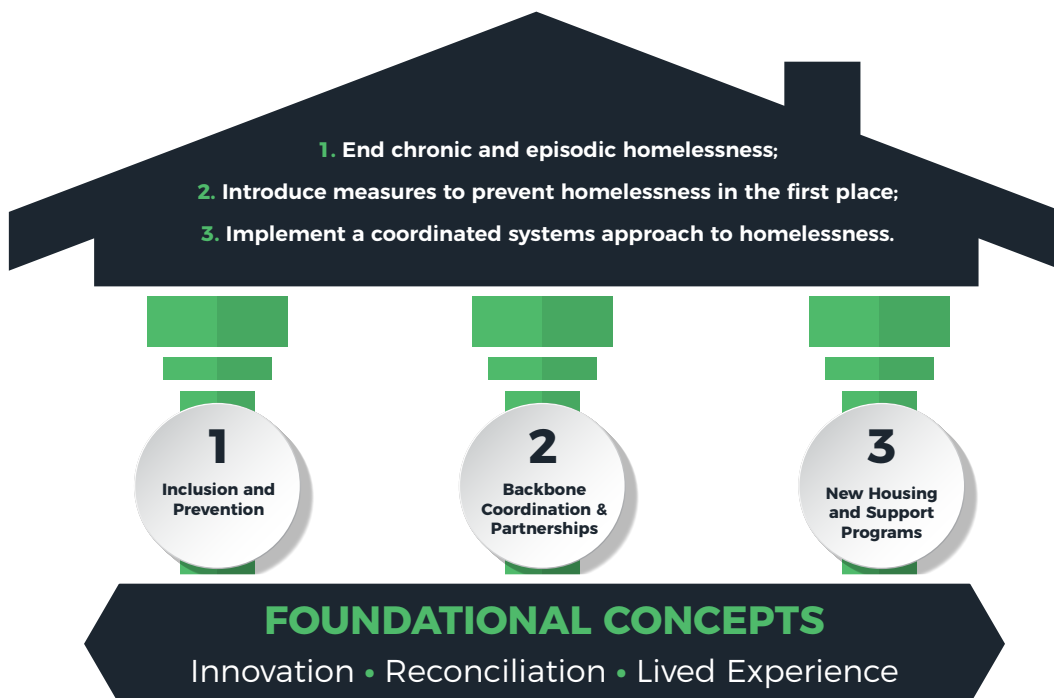 1. End chronic and episodic homelessness;
2. Introduce measures to prevent homelessness in the first place;
3. Implement a coordinated systems approach to homelessness.
1
Inclusion and
Prevention
2
Backbone
Coordination &
Partnerships
3
New Housing
and Support
Programs
FOUNDATIONAL CONCEPTS
Innovation • Reconciliation • Lived Experience